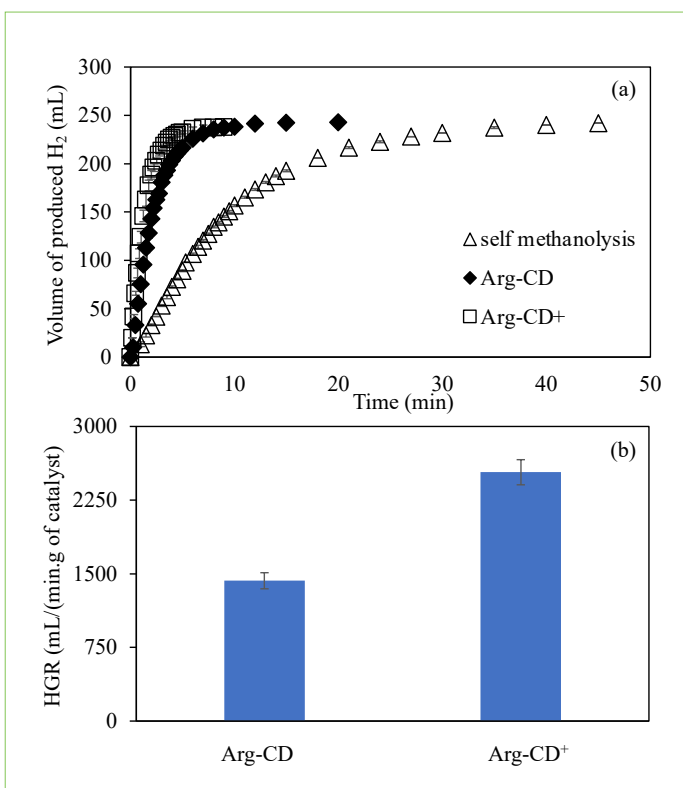 (a)
Volume of produced H₂ (mL)
300
250
200
150
100
50
0
self methanolysis
Arg-CD
Arg-CD+
0 10 20 30 40 50
Time (min)
(b)
HGR (mL/(min.g of catalyst)
3000
2250
1500
750
0
Arg-CD Arg-CD⁺